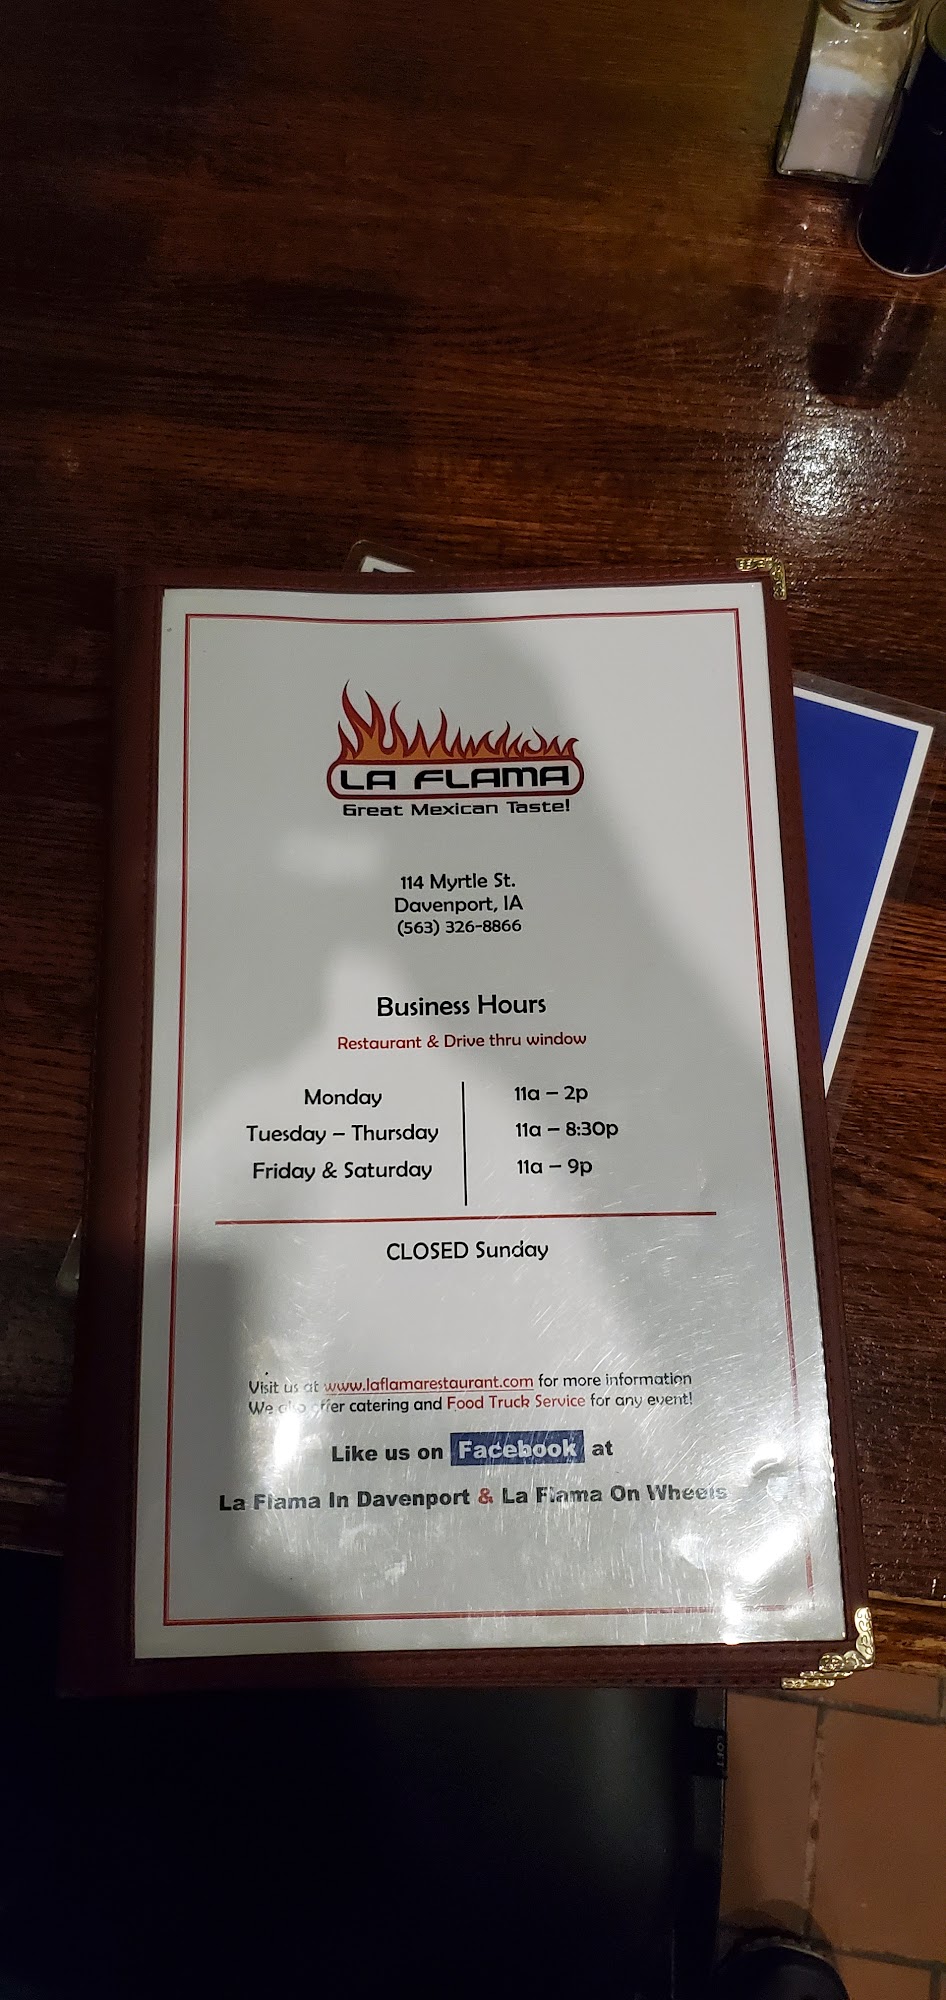 LA FLAMA
Great Mexican Taste!
114 Myrtle St.
Davenport, IA
(563) 326-8866
Business Hours
Restaurant & Drive thru window
Monday 11a – 2p
Tuesday – Thursday 11a – 8:30p
Friday & Saturday 11a – 9p
CLOSED Sunday
Visit us at www.laflamarestaurant.com for more information
We also offer catering and Food Truck Service for any event!
Like us on Facebook at
La Flama In Davenport & La Flama On Wheels